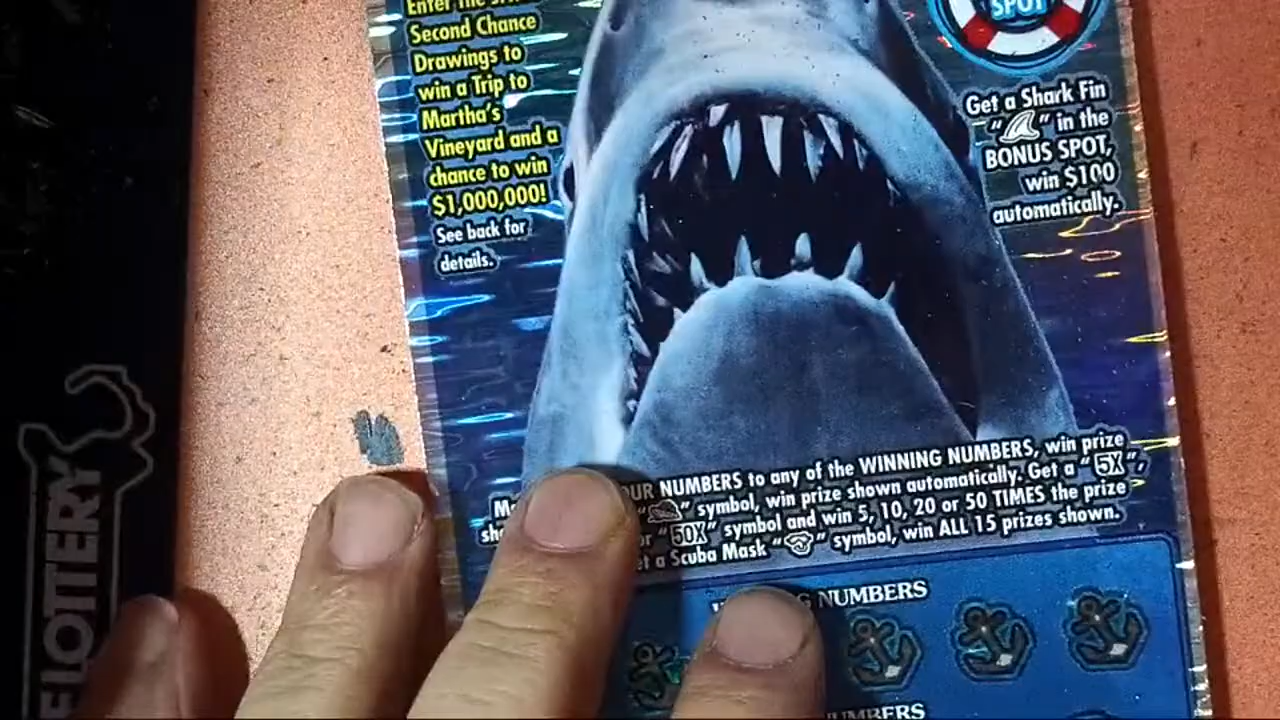 Enter the
Second Chance
Drawings to
win a Trip to
Martha's
Vineyard and a
chance to win
$1,000,000!
See back for
details.
SPOT
Get a Shark Fin
" " in the
BONUS SPOT,
win $100
automatically.
OUR NUMBERS to any of the WINNING NUMBERS, win prize
" " symbol, win prize shown automatically. Get a "5X",
or "50X" symbol and win 5, 10, 20 or 50 TIMES the prize
a Scuba Mask " " symbol, win ALL 15 prizes shown.
NUMBERS
NUMBERS
LOTTERY